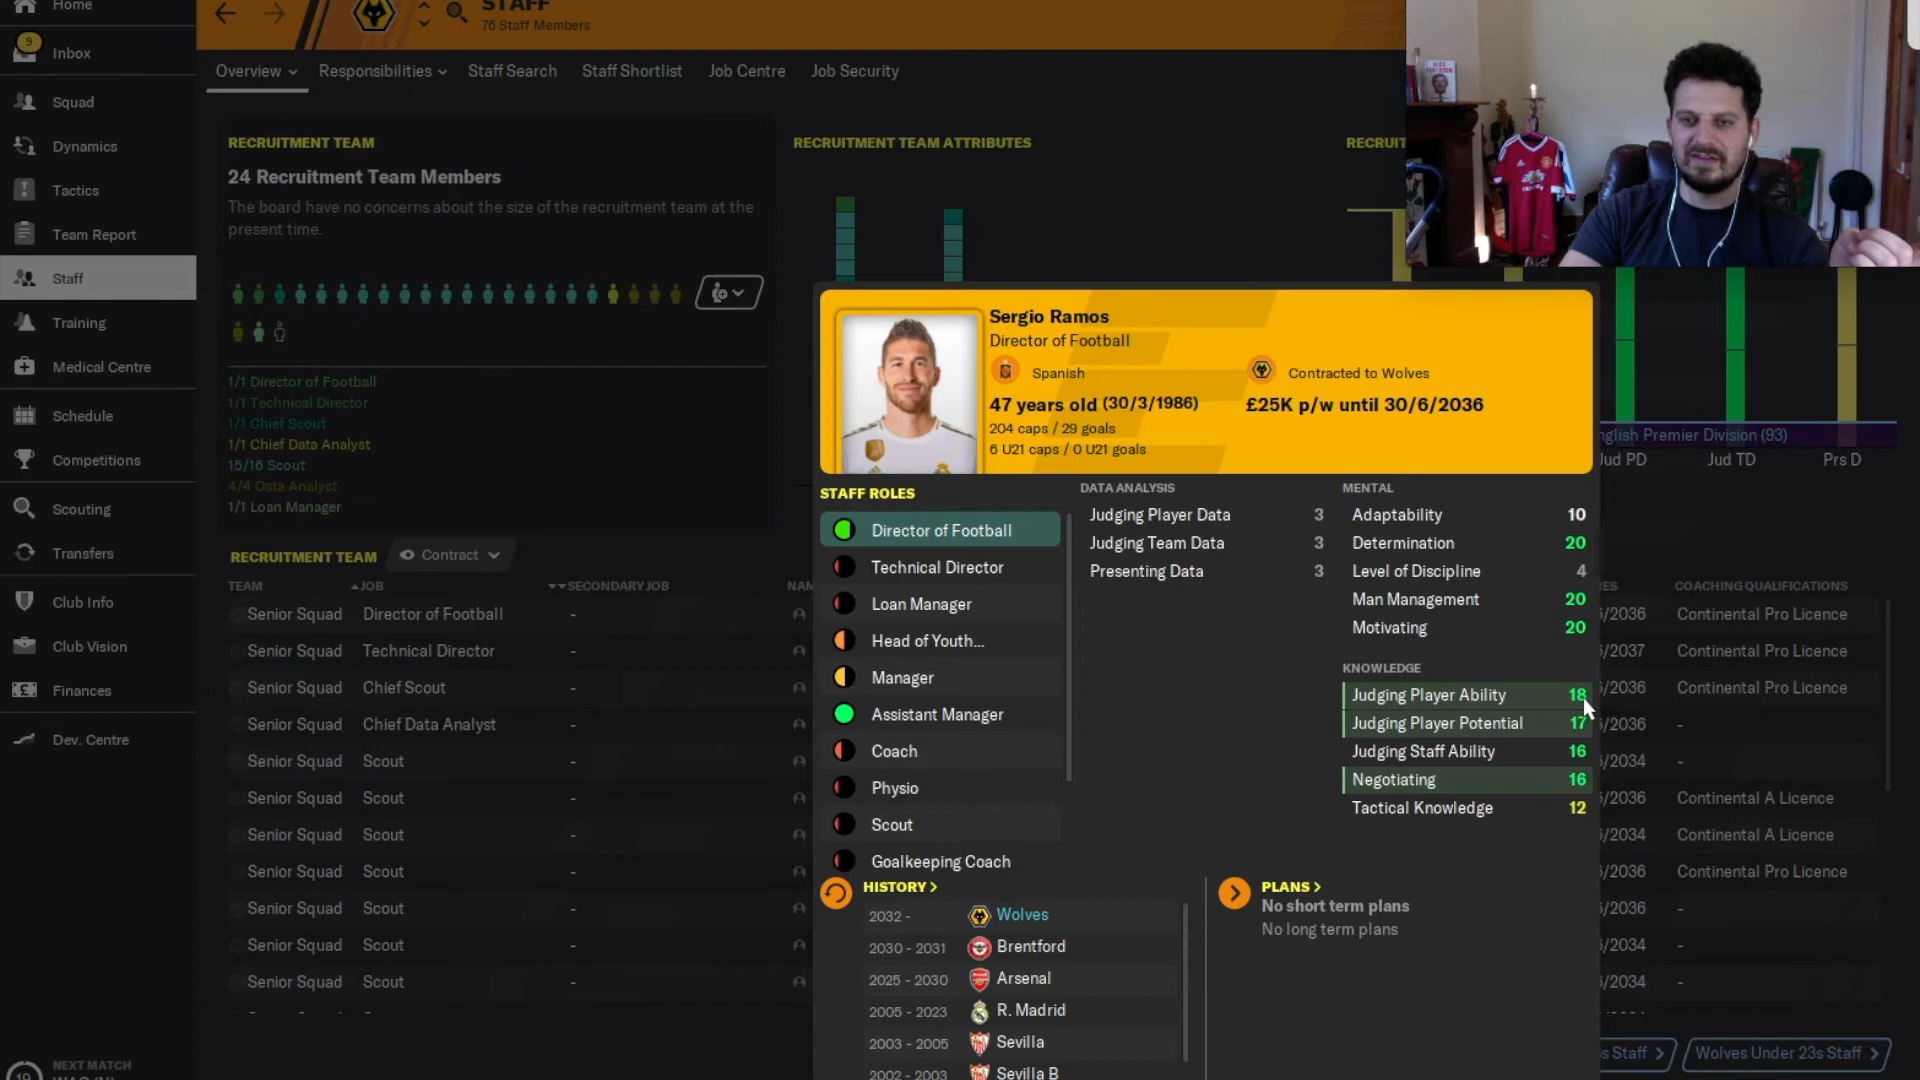 Home
9
Inbox
Squad
Dynamics
Tactics
Team Report
Staff
Training
Medical Centre
Schedule
Competitions
Scouting
Transfers
Club Info
Club Vision
Finances
Dev. Centre
NEXT MATCH
STAFF
76 Staff Members
Overview
Responsibilities
Staff Search
Staff Shortlist
Job Centre
Job Security
RECRUITMENT TEAM
24 Recruitment Team Members
The board have no concerns about the size of the recruitment team at the
present time.
1/1 Director of Football
1/1 Technical Director
1/1 Chief Scout
1/1 Chief Data Analyst
15/16 Scout
4/4 Data Analyst
1/1 Loan Manager
RECRUITMENT TEAM ATTRIBUTES
RECRUIT
nglish Premier Division (93)
Jud PD
Jud TD
Prs D
RECRUITMENT TEAM
Contract
TEAM JOB SECONDARY JOB NAM
Senior Squad Director of Football -
Senior Squad Technical Director -
Senior Squad Chief Scout -
Senior Squad Chief Data Analyst -
Senior Squad Scout -
Senior Squad Scout -
Senior Squad Scout -
Senior Squad Scout -
Senior Squad Scout -
Senior Squad Scout -
Senior Squad Scout -
Sergio Ramos
Director of Football
Spanish
Contracted to Wolves
47 years old (30/3/1986)
£25K p/w until 30/6/2036
204 caps / 29 goals
6 U21 caps / 0 U21 goals
STAFF ROLES
Director of Football
Technical Director
Loan Manager
Head of Youth...
Manager
Assistant Manager
Coach
Physio
Scout
Goalkeeping Coach
DATA ANALYSIS
Judging Player Data 3
Judging Team Data 3
Presenting Data 3
MENTAL
Adaptability 10
Determination 20
Level of Discipline 4
Man Management 20
Motivating 20
KNOWLEDGE
Judging Player Ability 18
Judging Player Potential 17
Judging Staff Ability 16
Negotiating 16
Tactical Knowledge 12
HISTORY >
2032 - Wolves
2030 - 2031 Brentford
2025 - 2030 Arsenal
2005 - 2023 R. Madrid
2003 - 2005 Sevilla
2002 - 2003 Sevilla B
PLANS >
No short term plans
No long term plans
ES COACHING QUALIFICATIONS
/2036 Continental Pro Licence
/2037 Continental Pro Licence
/2036 Continental Pro Licence
/2036 -
/2034 -
/2036 Continental A Licence
/2034 Continental A Licence
/2036 Continental Pro Licence
/2036 -
/2034 -
/2034 -
s Staff >
Wolves Under 23s Staff >